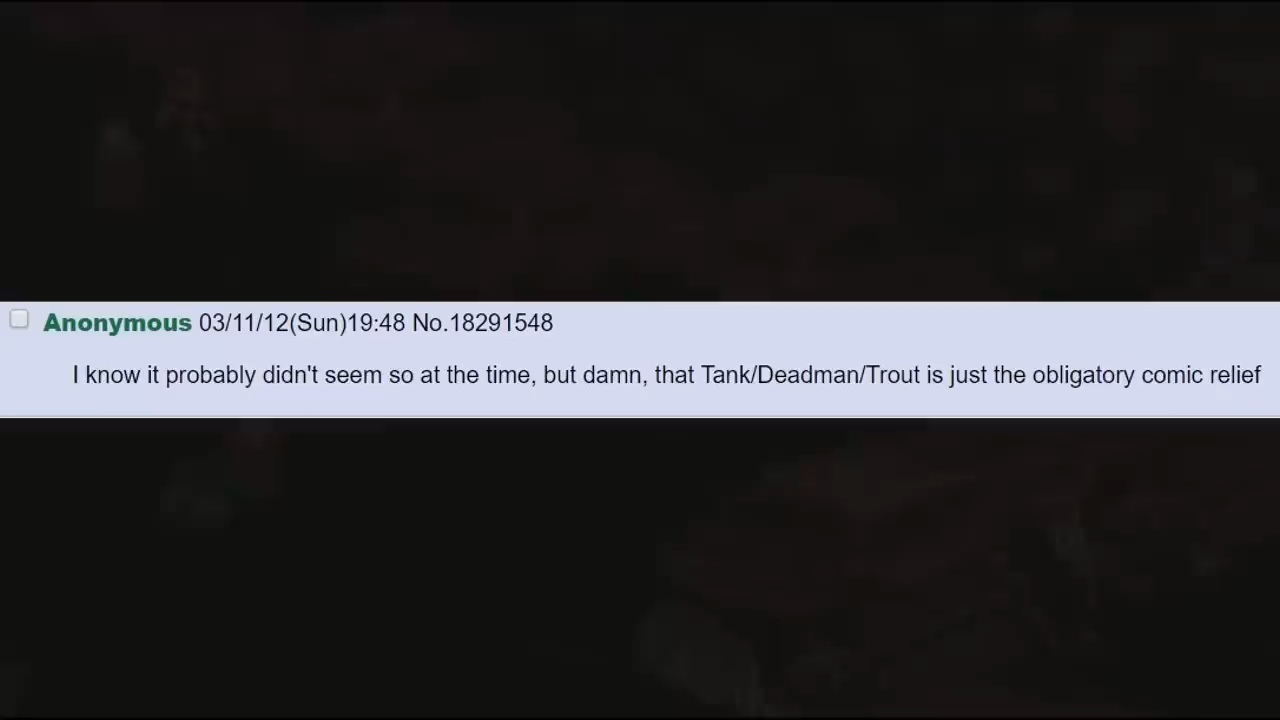 Anonymous 03/11/12(Sun)19:48 No.18291548
I know it probably didn't seem so at the time, but damn, that Tank/Deadman/Trout is just the obligatory comic relief